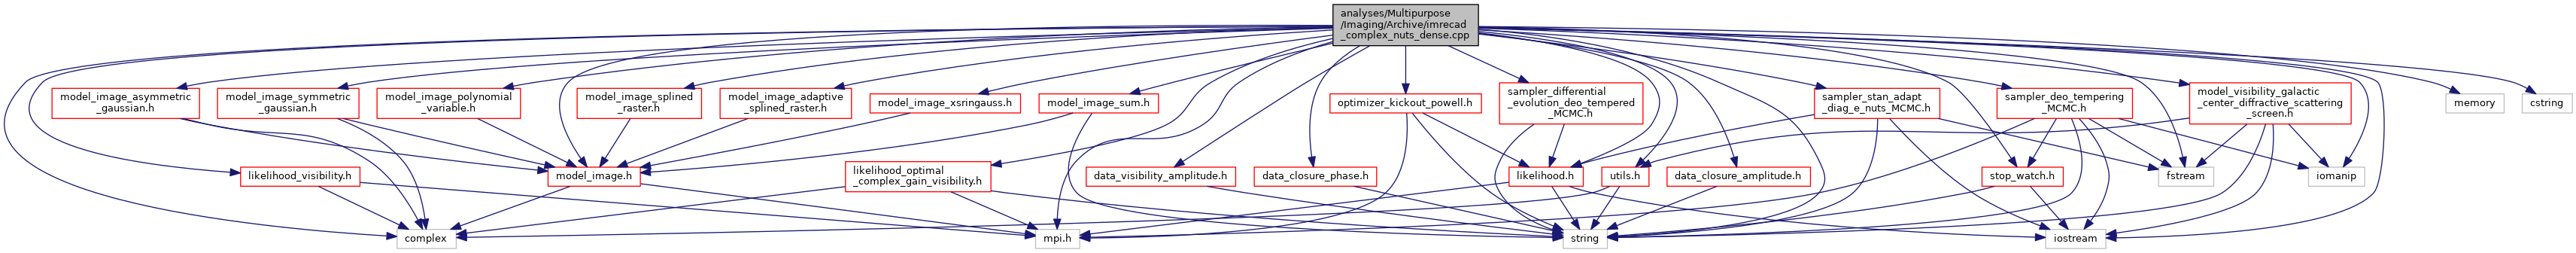 analyses/Multipurpose
/Imaging/Archive/imrecad
_complex_nuts_dense.cpp
model_image_asymmetric
_gaussian.h
model_image_symmetric
_gaussian.h
model_image_polynomial
_variable.h
model_image_splined
_raster.h
model_image_adaptive
_splined_raster.h
model_image_xsringauss.h
model_image_sum.h
optimizer_kickout_powell.h
sampler_differential
_evolution_deo_tempered
_MCMC.h
sampler_stan_adapt
_diag_e_nuts_MCMC.h
sampler_deo_tempering
_MCMC.h
model_visibility_galactic
_center_diffractive_scattering
_screen.h
memory
cstring
likelihood_visibility.h
model_image.h
likelihood_optimal
_complex_gain_visibility.h
data_visibility_amplitude.h
data_closure_phase.h
likelihood.h
utils.h
data_closure_amplitude.h
stop_watch.h
fstream
iomanip
complex
mpi.h
string
iostream